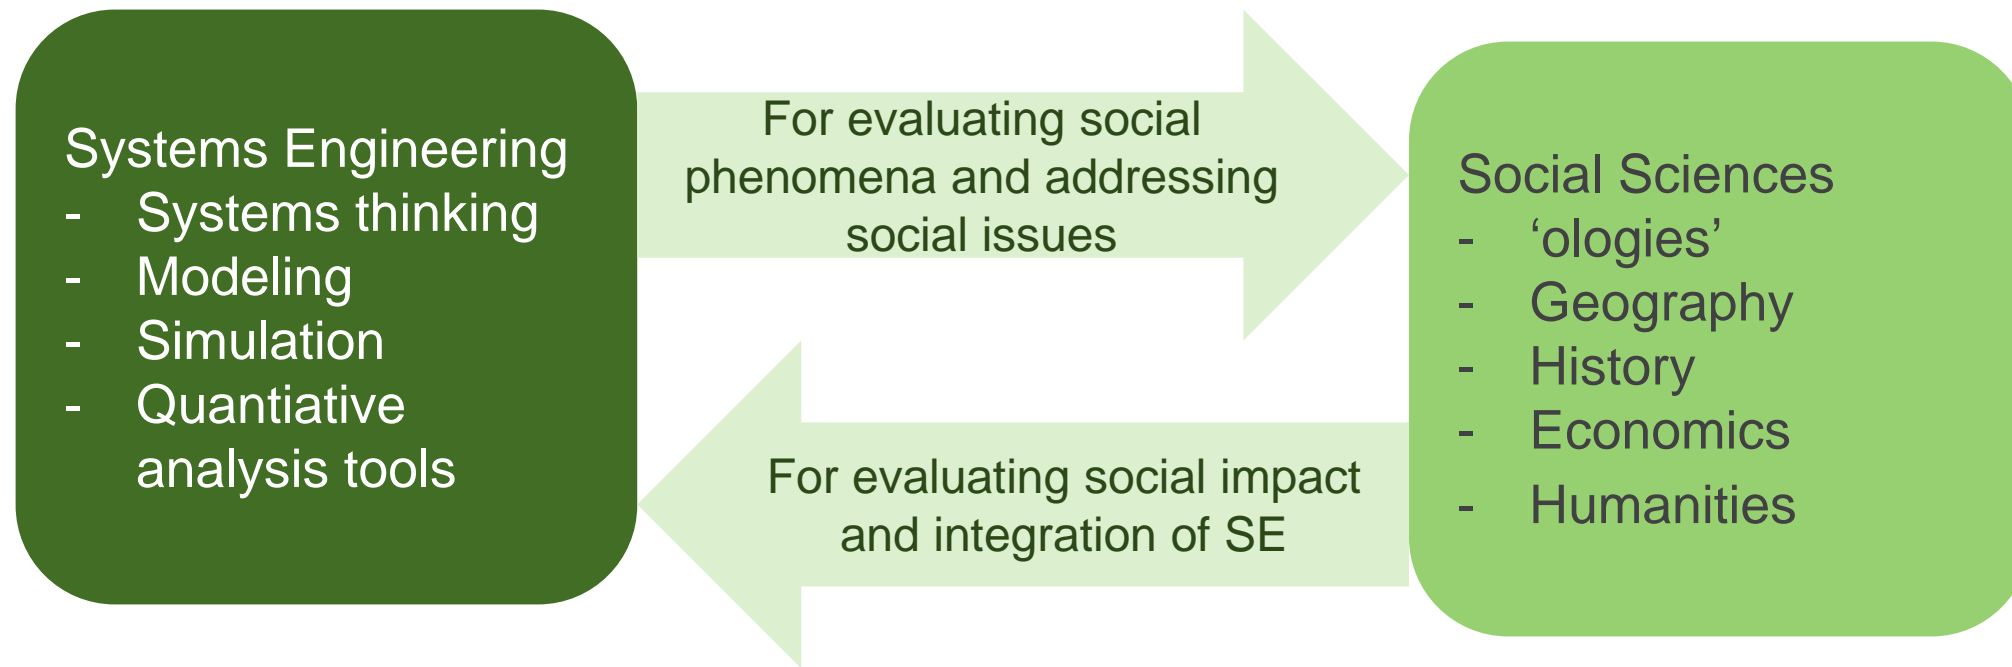 Systems Engineering
- Systems thinking
- Modeling
- Simulation
- Quantiative
analysis tools
For evaluating social
phenomena and addressing
social issues
For evaluating social impact
and integration of SE
Social Sciences
- ‘ologies’
- Geography
- History
- Economics
- Humanities